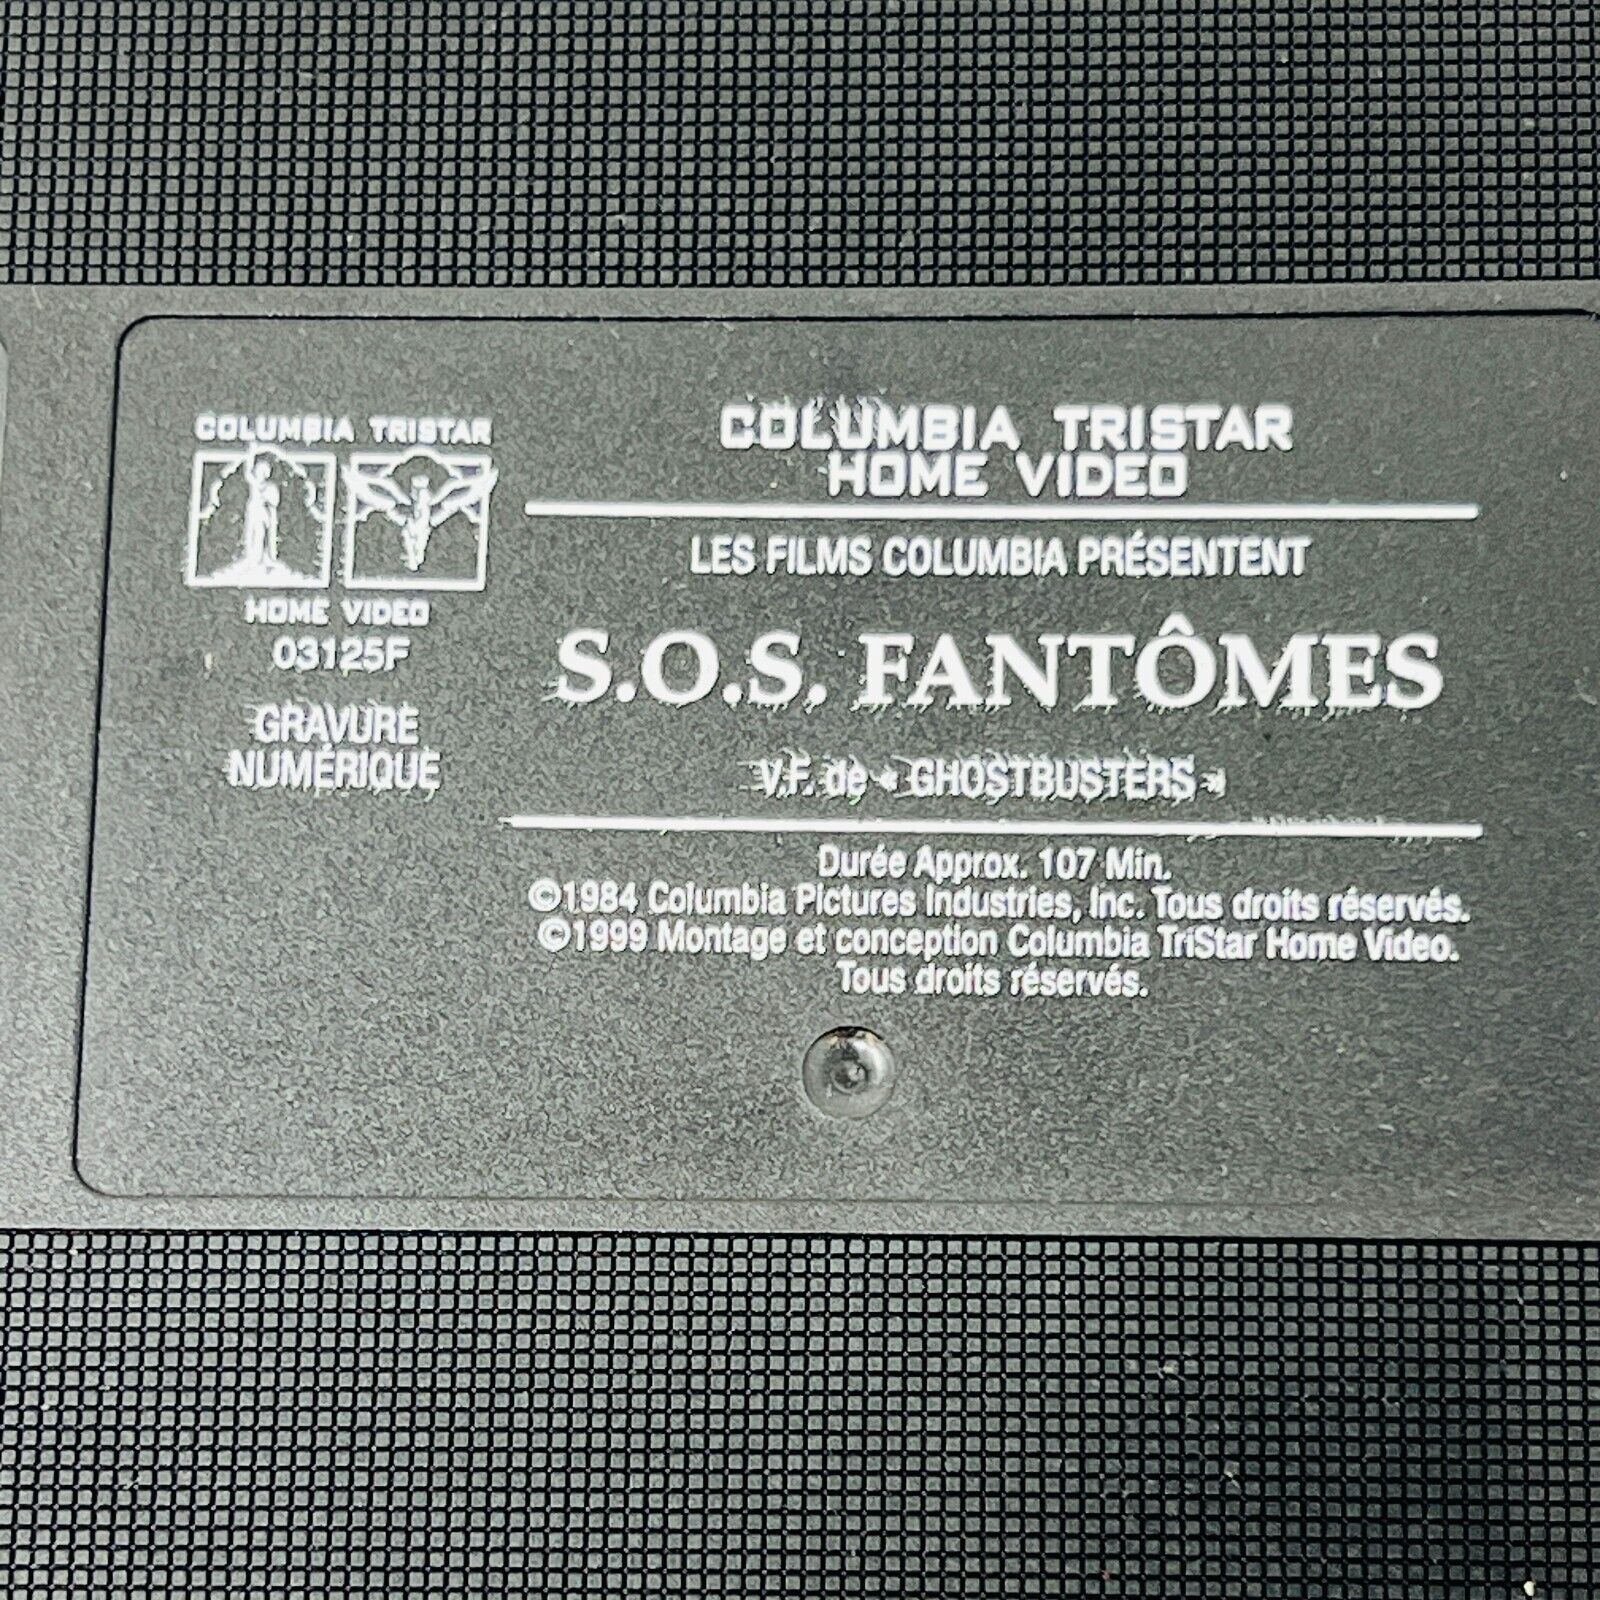 COLUMBIA TRISTAR
HOME VIDEO
03125F
GRAVURE
NUMÉRIQUE
COLUMBIA TRISTAR
HOME VIDEO
LES FILMS COLUMBIA PRÉSENTENT
S.O.S. FANTÔMES
V.F. de « GHOSTBUSTERS »
Durée Approx. 107 Min.
©1984 Columbia Pictures Industries, Inc. Tous droits réservés.
©1999 Montage et conception Columbia TriStar Home Video.
Tous droits réservés.